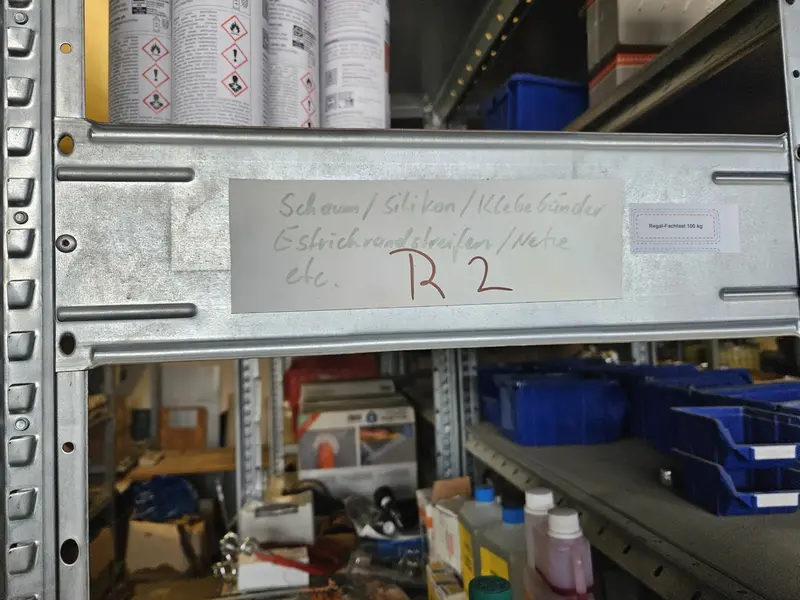 Schaum / Silikon / Klebebänder
Estrichrandstreifen / Netze
etc.
R 2
Regal-Fachlast 100 kg